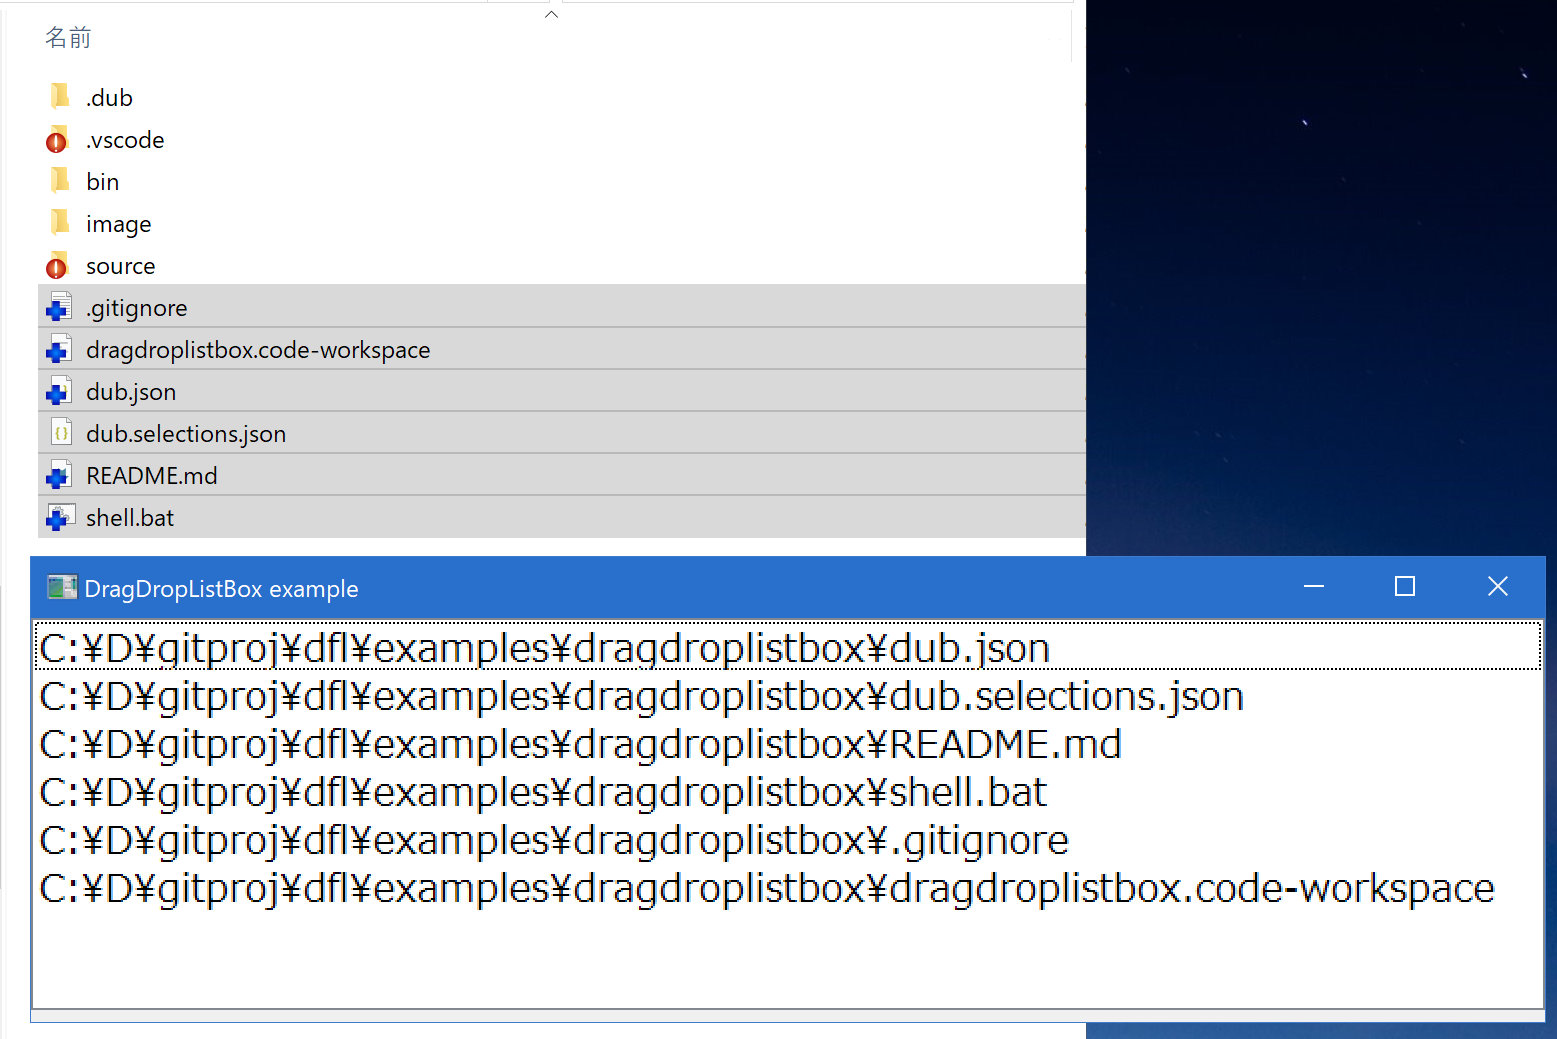 名前
.dub
.vscode
bin
image
source
.gitignore
dragdroplistbox.code-workspace
dub.json
dub.selections.json
README.md
shell.bat
DragDropListBox example
C:¥D¥gitproj¥dfl¥examples¥dragdroplistbox¥dub.json
C:¥D¥gitproj¥dfl¥examples¥dragdroplistbox¥dub.selections.json
C:¥D¥gitproj¥dfl¥examples¥dragdroplistbox¥README.md
C:¥D¥gitproj¥dfl¥examples¥dragdroplistbox¥shell.bat
C:¥D¥gitproj¥dfl¥examples¥dragdroplistbox¥.gitignore
C:¥D¥gitproj¥dfl¥examples¥dragdroplistbox¥dragdroplistbox.code-workspace